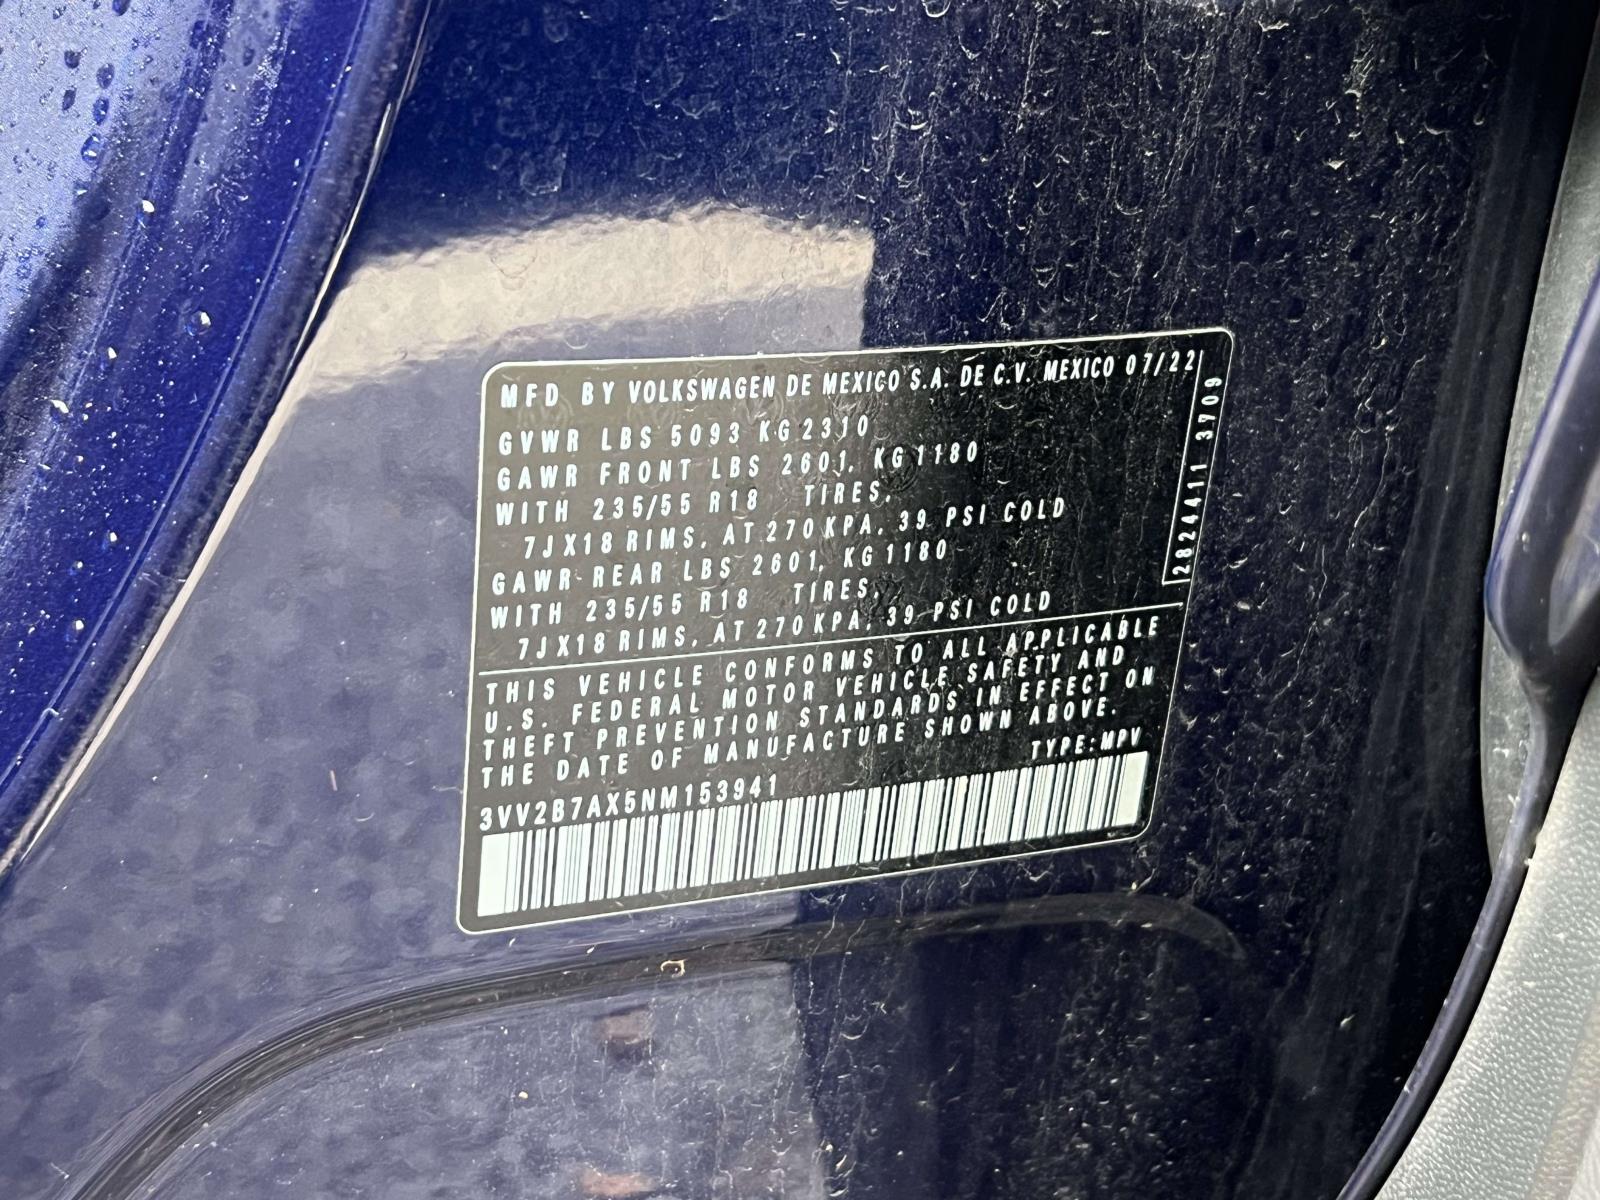 MFD BY VOLKSWAGEN DE MEXICO S.A. DE C.V. MEXICO 07/22
GVWR LBS 5093 KG 2310
GAWR FRONT LBS 2601, KG 1180
WITH 235/55 R18 TIRES,
7JX18 RIMS, AT 270 KPA, 39 PSI COLD
GAWR REAR LBS 2601, KG 1180
WITH 235/55 R18 TIRES,
7JX18 RIMS, AT 270 KPA, 39 PSI COLD
2824411 3709
THIS VEHICLE CONFORMS TO ALL APPLICABLE
U.S. FEDERAL MOTOR VEHICLE SAFETY AND
THEFT PREVENTION STANDARDS IN EFFECT ON
THE DATE OF MANUFACTURE SHOWN ABOVE.
TYPE:MPV
3VV2B7AX5NM153941